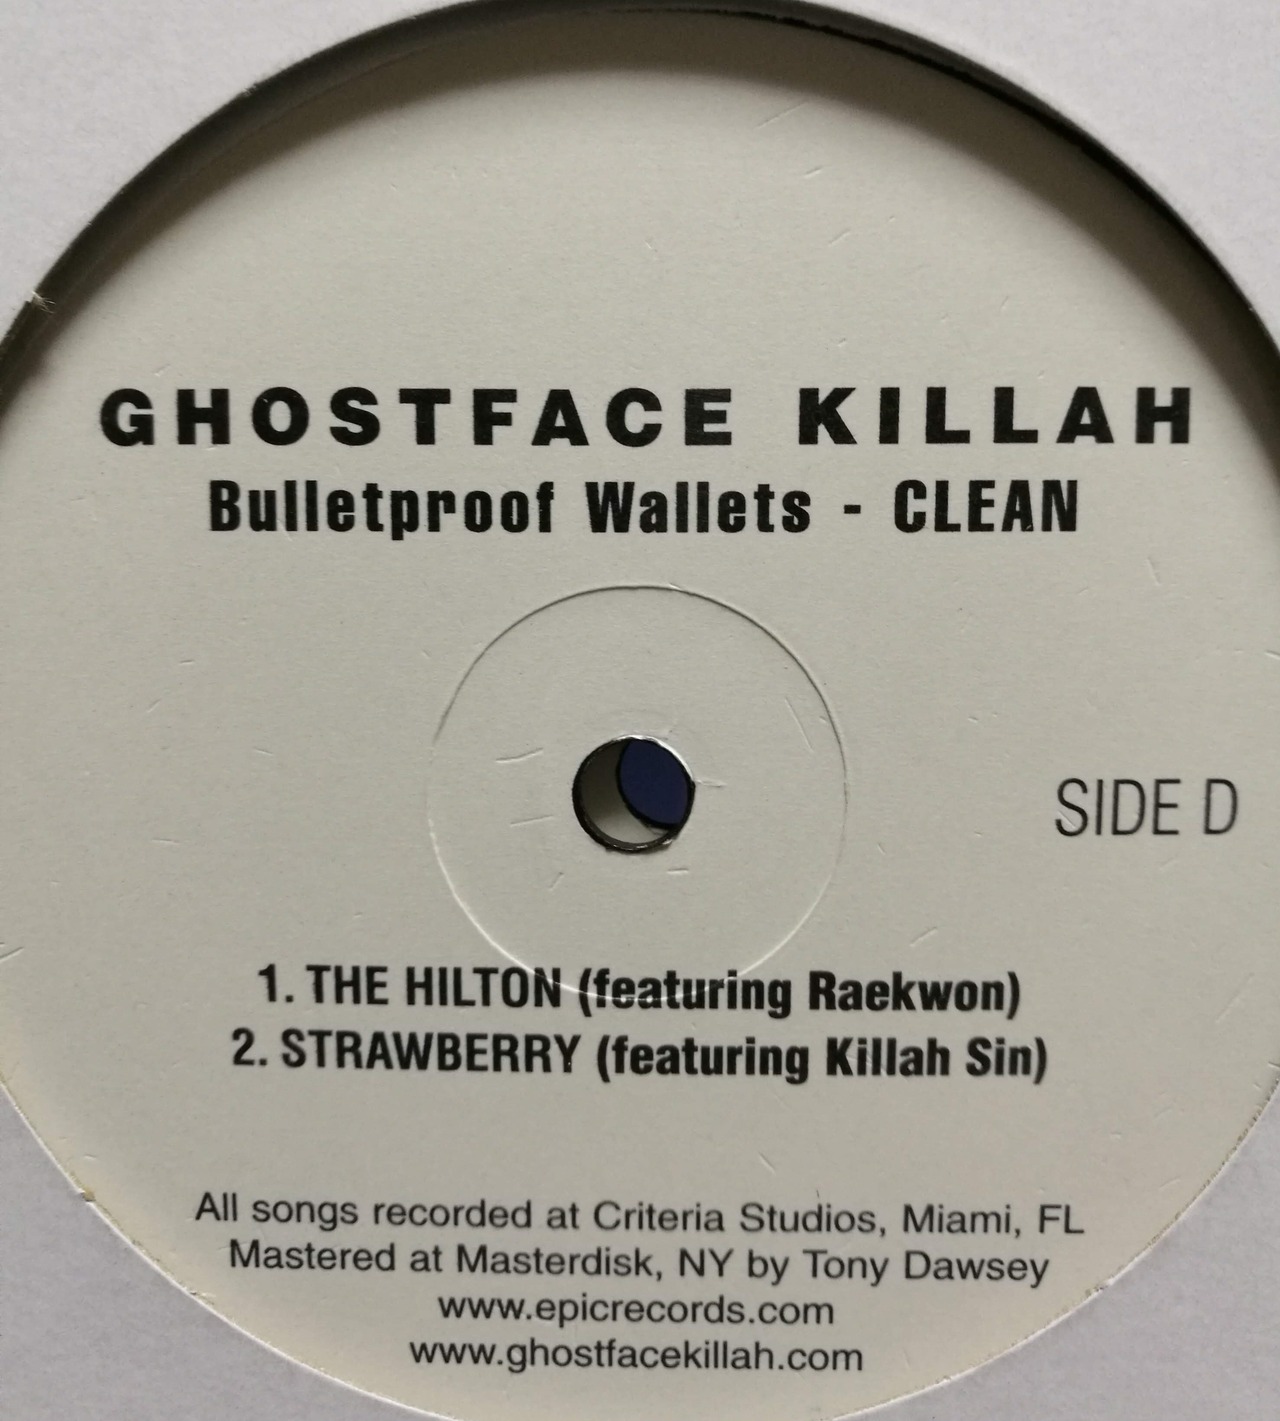 GHOSTFACE KILLAH
Bulletproof Wallets - CLEAN
SIDE D
1. THE HILTON (featuring Raekwon)
2. STRAWBERRY (featuring Killah Sin)
All songs recorded at Criteria Studios, Miami, FL
Mastered at Masterdisk, NY by Tony Dawsey
www.epicrecords.com
www.ghostfacekillah.com